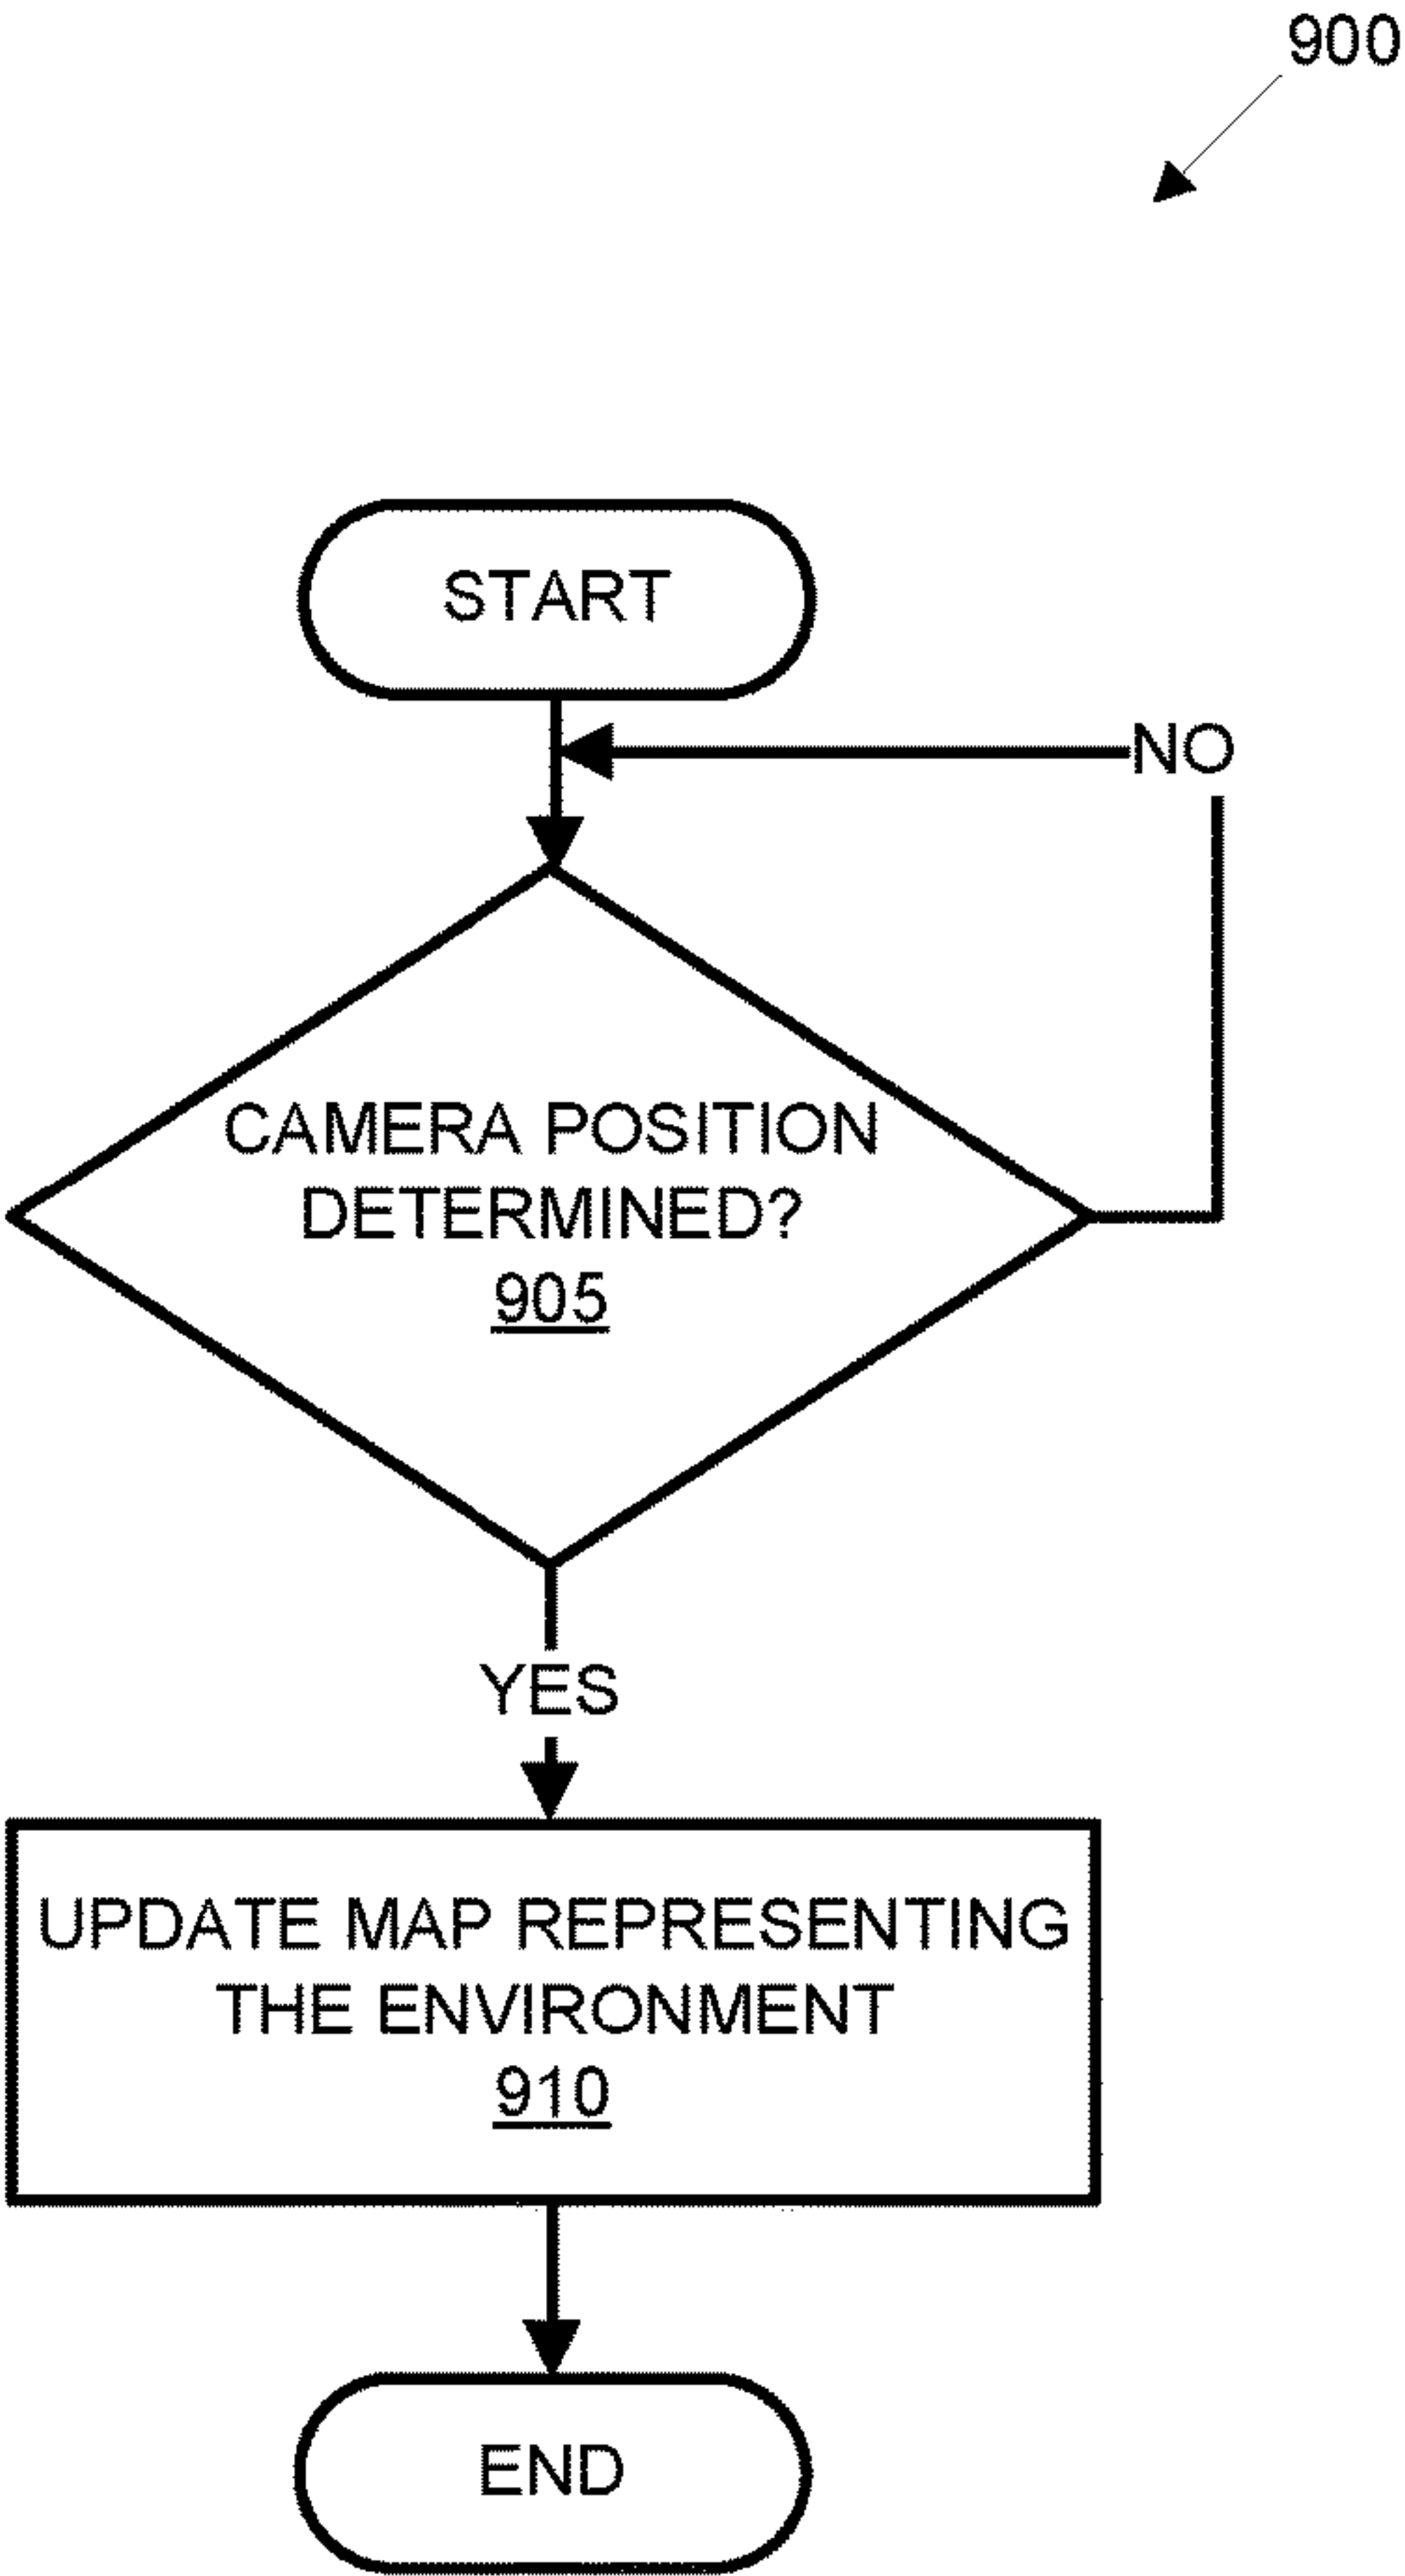 900
START
NO
CAMERA POSITION
DETERMINED?
905
YES
UPDATE MAP REPRESENTING
THE ENVIRONMENT
910
END